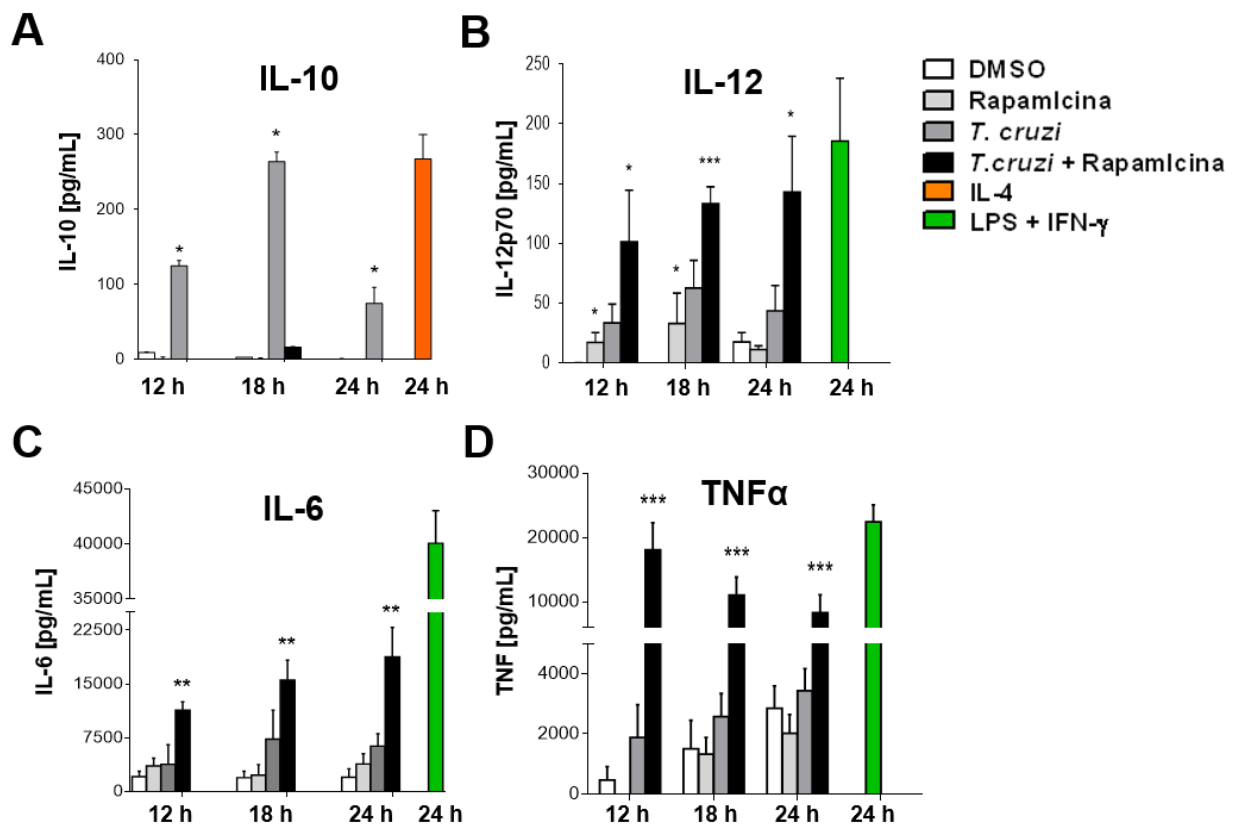 A
IL-10
IL-10 [pg/mL]
400
300
200
100
0
*
*
*
12 h
18 h
24 h
24 h
B
IL-12
IL-12p70 [pg/mL]
250
200
150
100
50
0
*
*
*
***
*
12 h
18 h
24 h
24 h
DMSO
RapamIcina
T. cruzi
T.cruzi + RapamIcina
IL-4
LPS + IFN-γ
C
IL-6
IL-6 [pg/mL]
45000
40000
35000
22500
15000
7500
0
**
**
**
12 h
18 h
24 h
24 h
D
TNFα
TNF [pg/mL]
30000
20000
10000
4000
2000
0
***
***
***
12 h
18 h
24 h
24 h